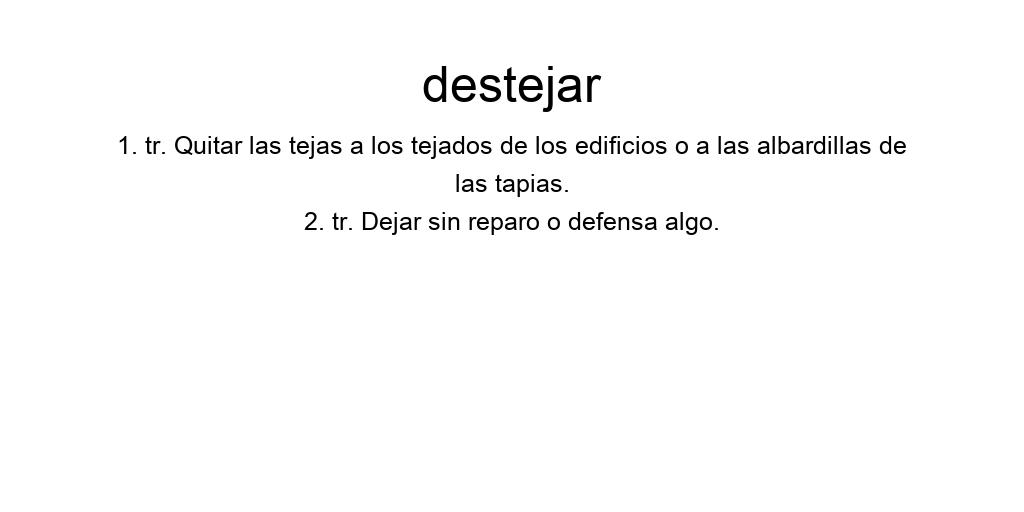 destejar
1. tr. Quitar las tejas a los tejados de los edificios o a las albardillas de
las tapias.
2. tr. Dejar sin reparo o defensa algo.